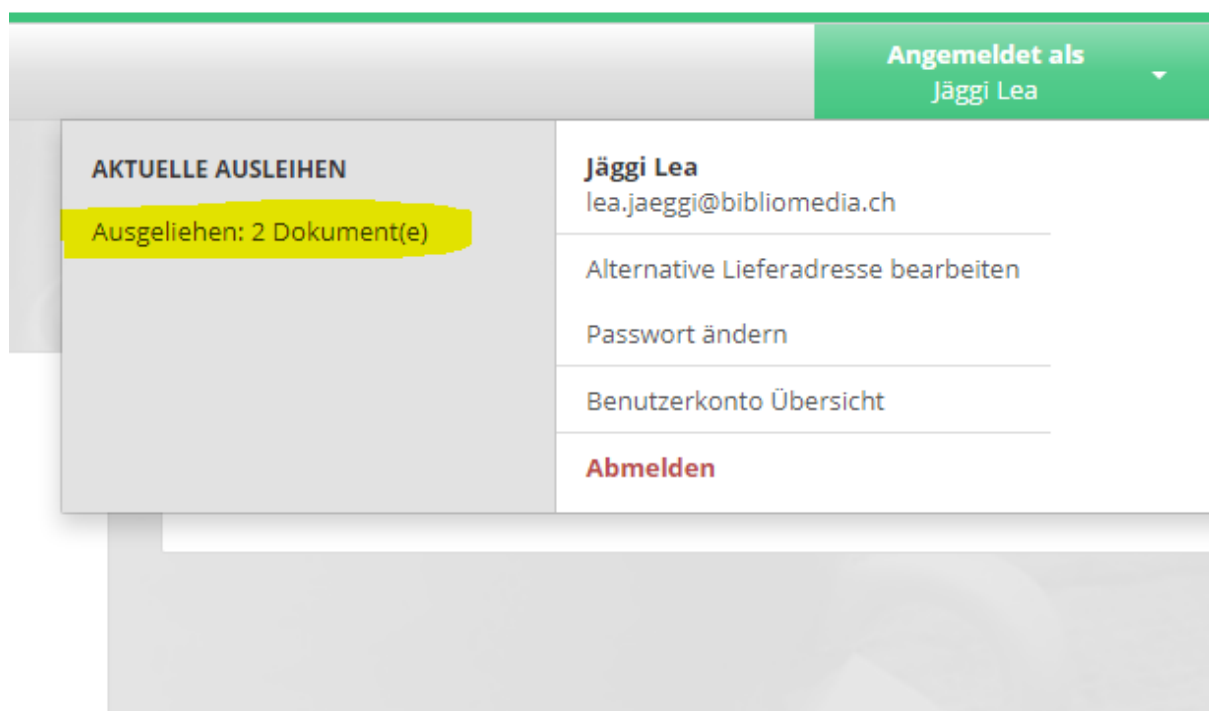 Angemeldet als
Jäggi Lea
AKTUELLE AUSLEIHEN
Ausgeliehen: 2 Dokument(e)
Jäggi Lea
lea.jaeggi@bibliomedia.ch
Alternative Lieferadresse bearbeiten
Passwort ändern
Benutzerkonto Übersicht
Abmelden